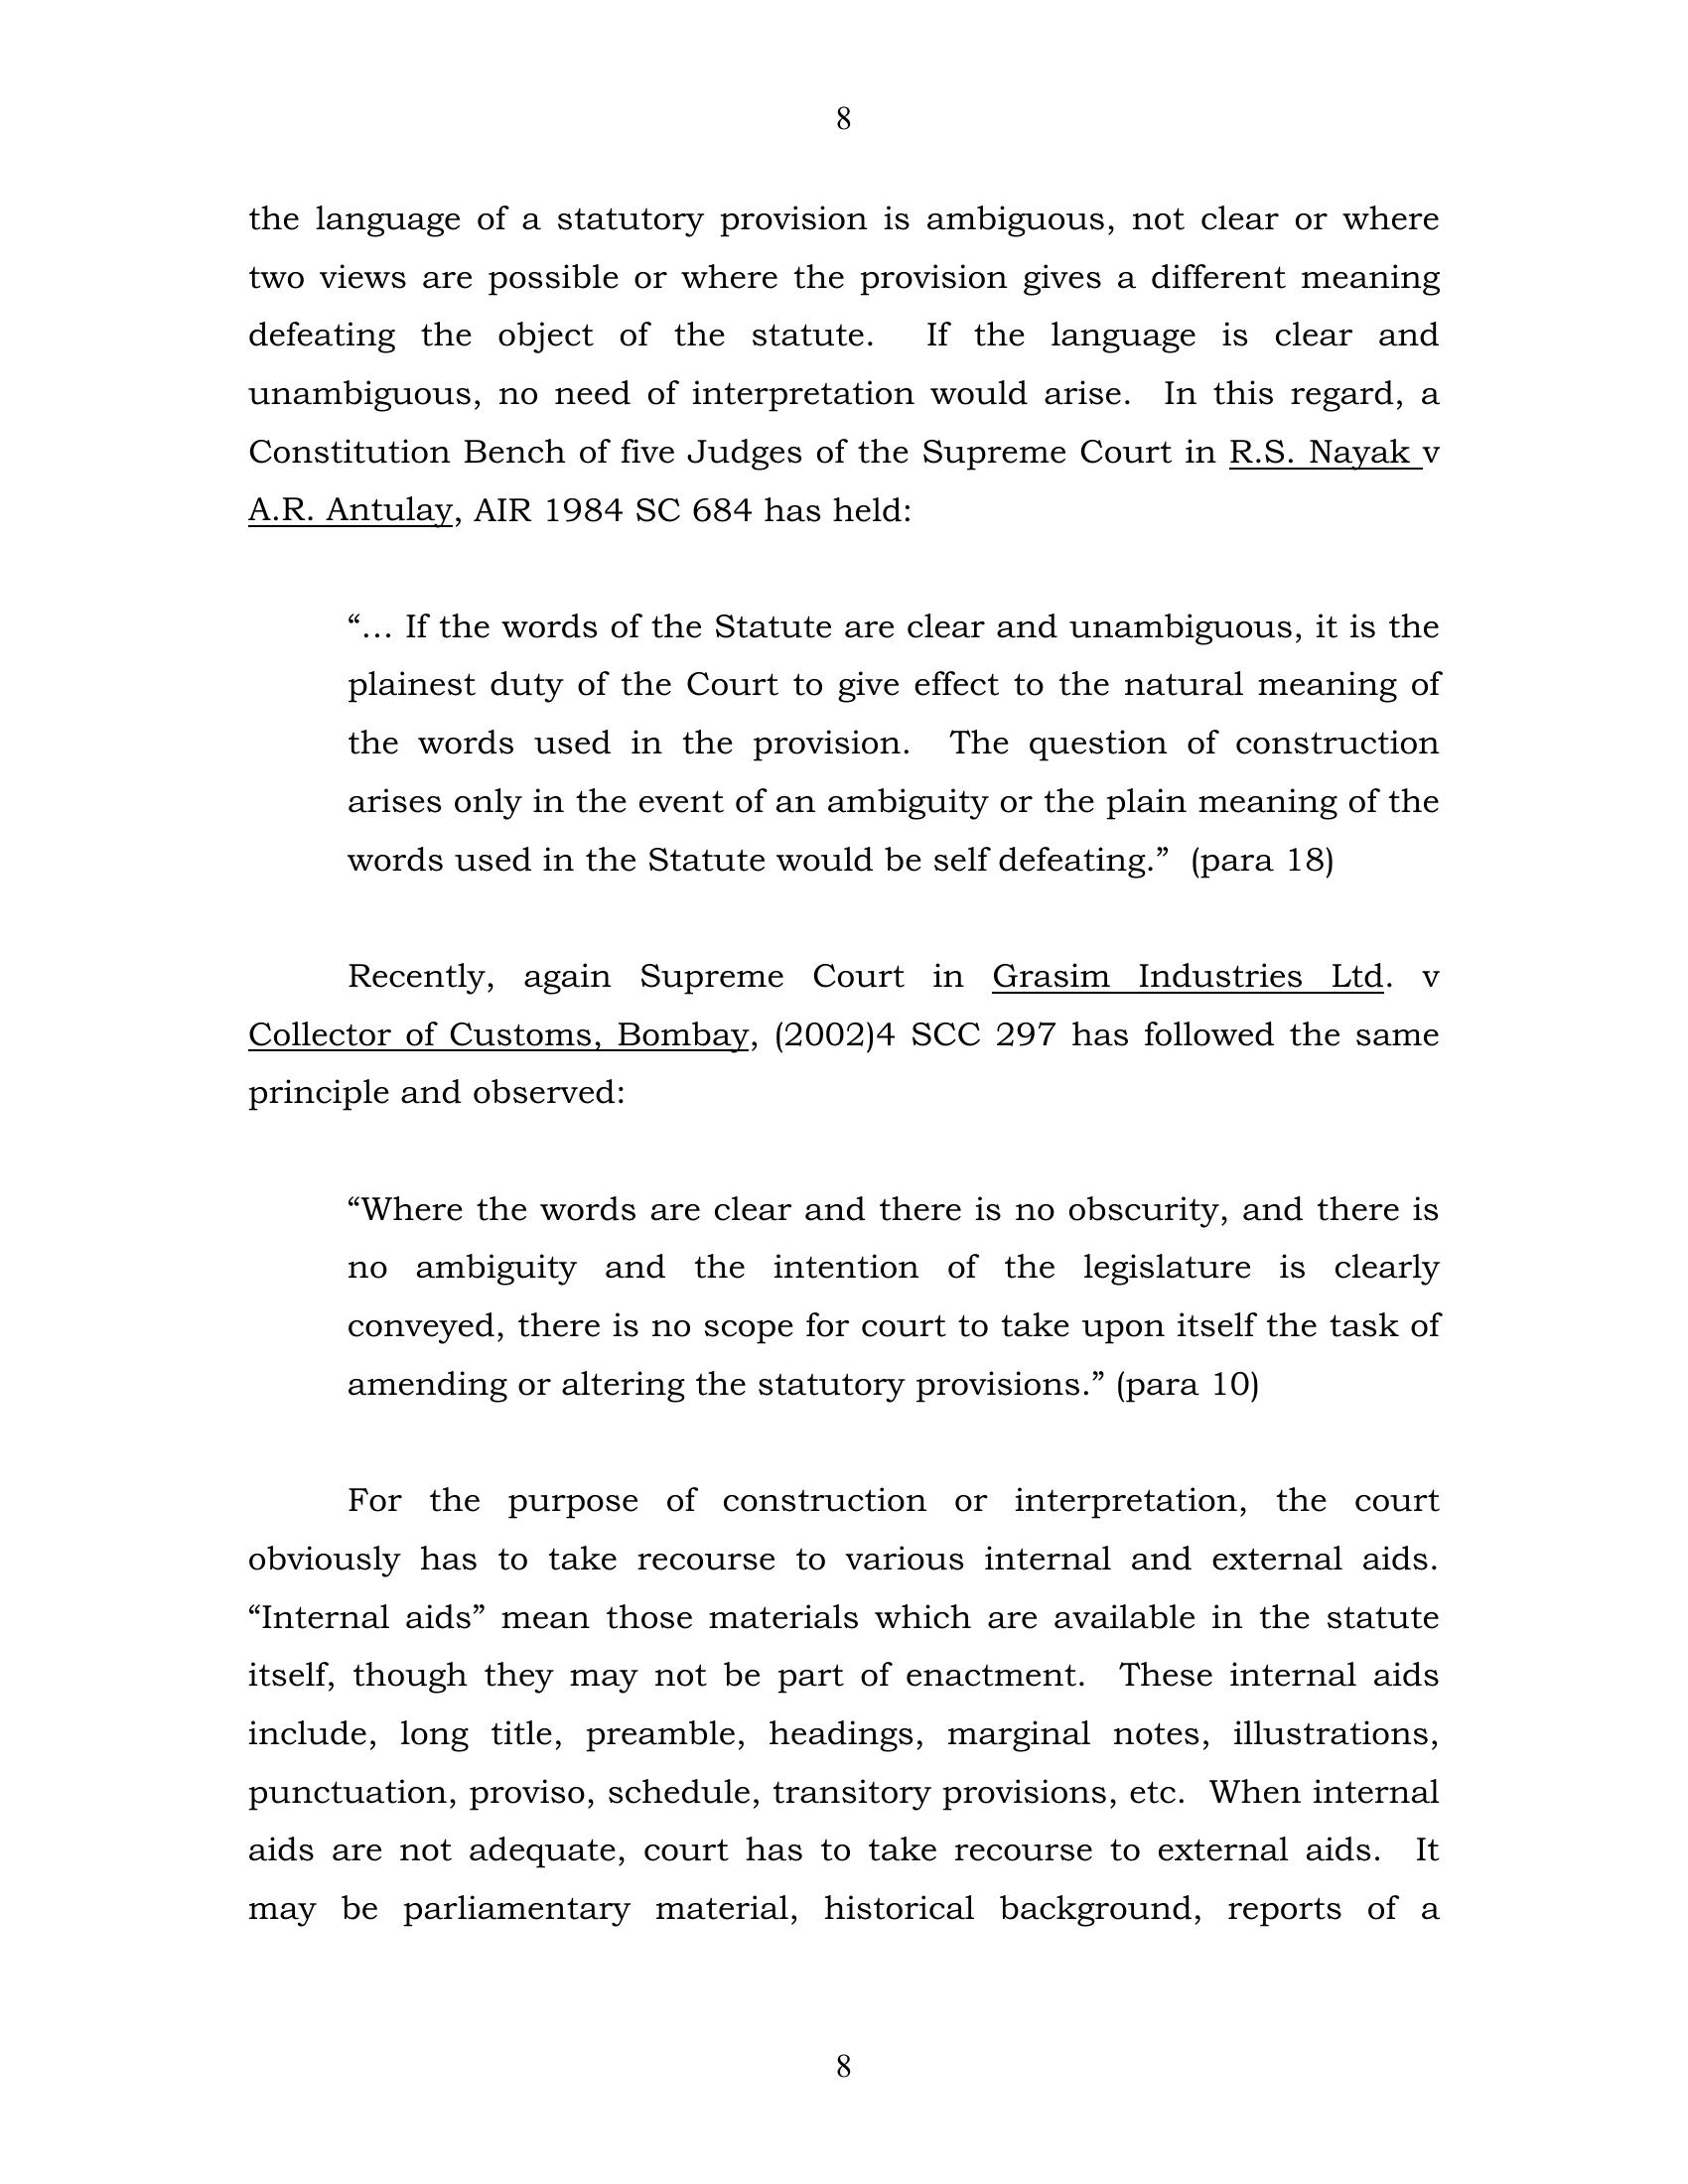 8
the language of a statutory provision is ambiguous, not clear or where
two views are possible or where the provision gives a different meaning
defeating the object of the statute. If the language is clear and
unambiguous, no need of interpretation would arise. In this regard, a
Constitution Bench of five Judges of the Supreme Court in R.S. Nayak v
A.R. Antulay, AIR 1984 SC 684 has held:
“… If the words of the Statute are clear and unambiguous, it is the
plainest duty of the Court to give effect to the natural meaning of
the words used in the provision. The question of construction
arises only in the event of an ambiguity or the plain meaning of the
words used in the Statute would be self defeating.” (para 18)
Recently, again Supreme Court in Grasim Industries Ltd. v
Collector of Customs, Bombay, (2002)4 SCC 297 has followed the same
principle and observed:
“Where the words are clear and there is no obscurity, and there is
no ambiguity and the intention of the legislature is clearly
conveyed, there is no scope for court to take upon itself the task of
amending or altering the statutory provisions.” (para 10)
For the purpose of construction or interpretation, the court
obviously has to take recourse to various internal and external aids.
“Internal aids” mean those materials which are available in the statute
itself, though they may not be part of enactment. These internal aids
include, long title, preamble, headings, marginal notes, illustrations,
punctuation, proviso, schedule, transitory provisions, etc. When internal
aids are not adequate, court has to take recourse to external aids. It
may be parliamentary material, historical background, reports of a
8